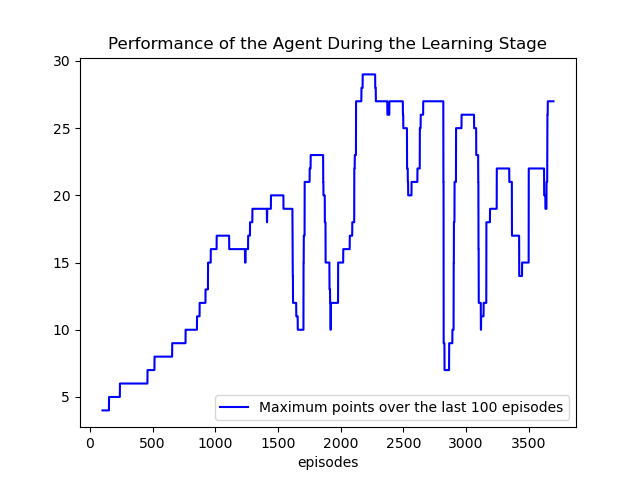 Performance of the Agent During the Learning Stage
30
25
20
15
10
5
Maximum points over the last 100 episodes
0 500 1000 1500 2000 2500 3000 3500
episodes